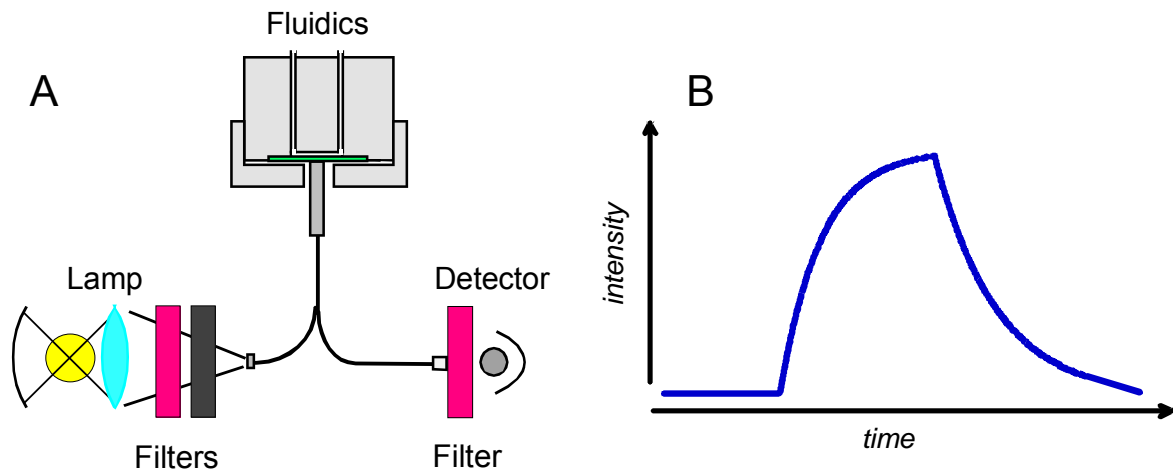 Fluidics
A
Lamp
Detector
Filters
Filter
B
intensity
time